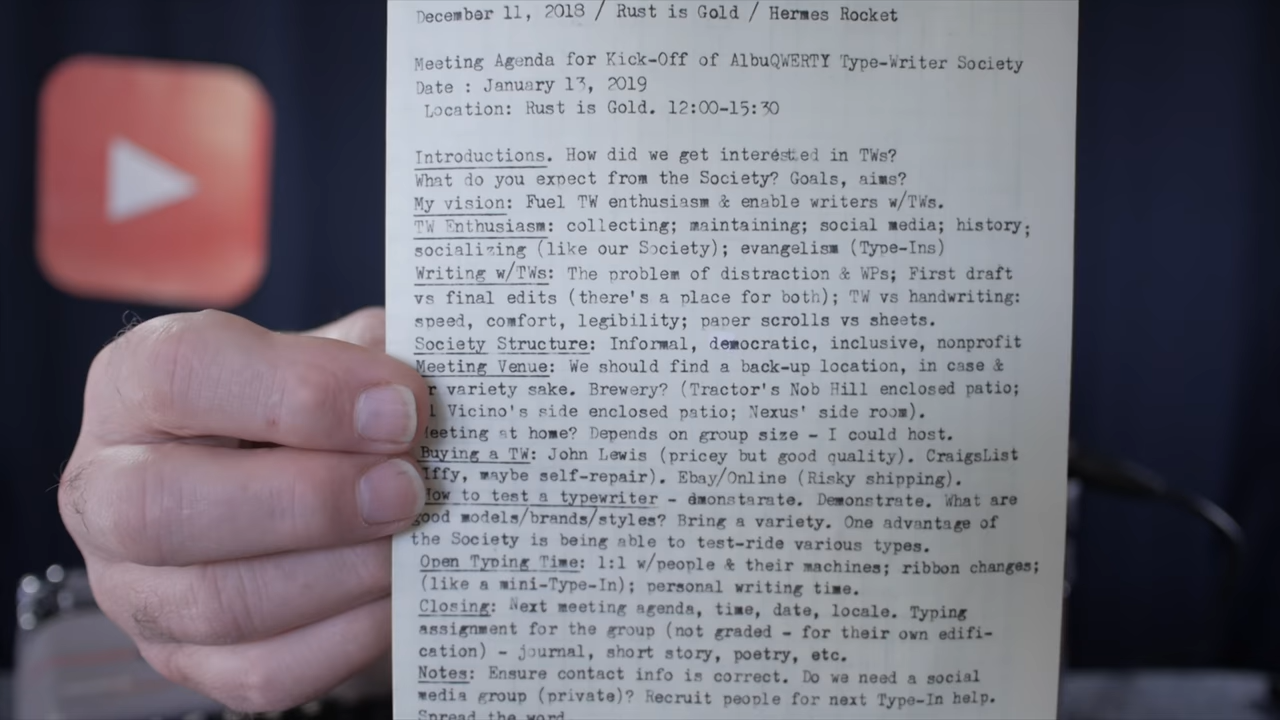 December 11, 2018 / Rust is Gold / Hermes Rocket
Meeting Agenda for Kick-Off of AlbuQWERTY Type-Writer Society
Date : January 13, 2019
Location: Rust is Gold. 12:00-15:30
Introductions. How did we get interested in TWs?
What do you expect from the Society? Goals, aims?
My vision: Fuel TW enthusiasm & enable writers w/TWs.
TW Enthusiasm: collecting; maintaining; social media; history;
socializing (like our Society); evangelism (Type-Ins)
Writing w/TWs: The problem of distraction & WPs; First draft
vs final edits (there's a place for both); TW vs handwriting:
speed, comfort, legibility; paper scrolls vs sheets.
Society Structure: Informal, democratic, inclusive, nonprofit
Meeting Venue: We should find a back-up location, in case &
r variety sake. Brewery? (Tractor's Nob Hill enclosed patio;
l Vicino's side enclosed patio; Nexus' side room).
eeting at home? Depends on group size - I could host.
Buying a TW: John Lewis (pricey but good quality). CraigsList
Iffy, maybe self-repair). Ebay/Online (Risky shipping).
How to test a typewriter - dmonstarate. Demonstrate. What are
good models/brands/styles? Bring a variety. One advantage of
the Society is being able to test-ride various types.
Open Typing Time: 1:1 w/people & their machines; ribbon changes;
(like a mini-Type-In); personal writing time.
Closing: Next meeting agenda, time, date, locale. Typing
assignment for the group (not graded - for their own edifi-
cation) - journal, short story, poetry, etc.
Notes: Ensure contact info is correct. Do we need a social
media group (private)? Recruit people for next Type-In help.
Spread the word